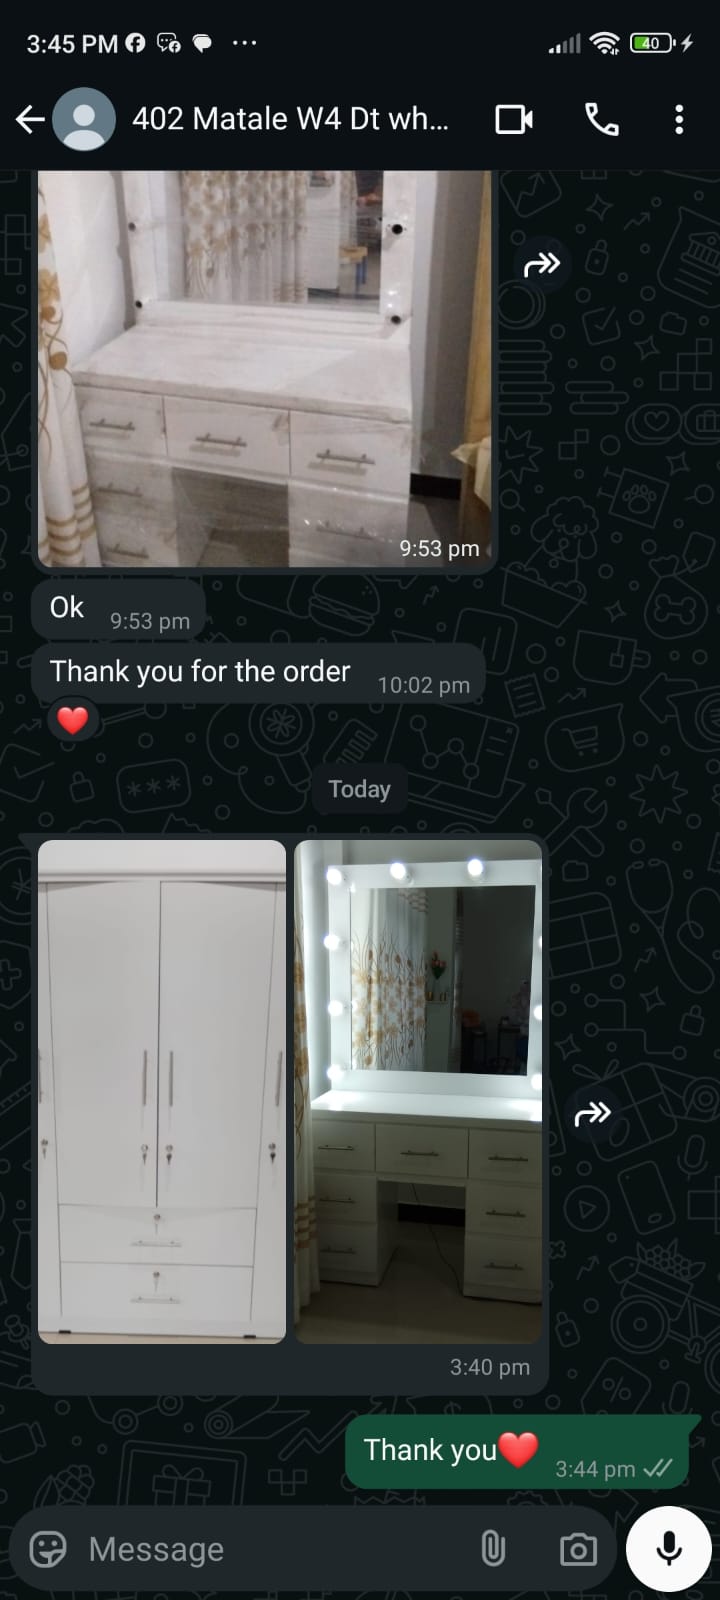 3:45 PM
40
402 Matale W4 Dt wh...
9:53 pm
Ok
9:53 pm
Thank you for the order
10:02 pm
Today
3:40 pm
Thank you❤️
3:44 pm
Message